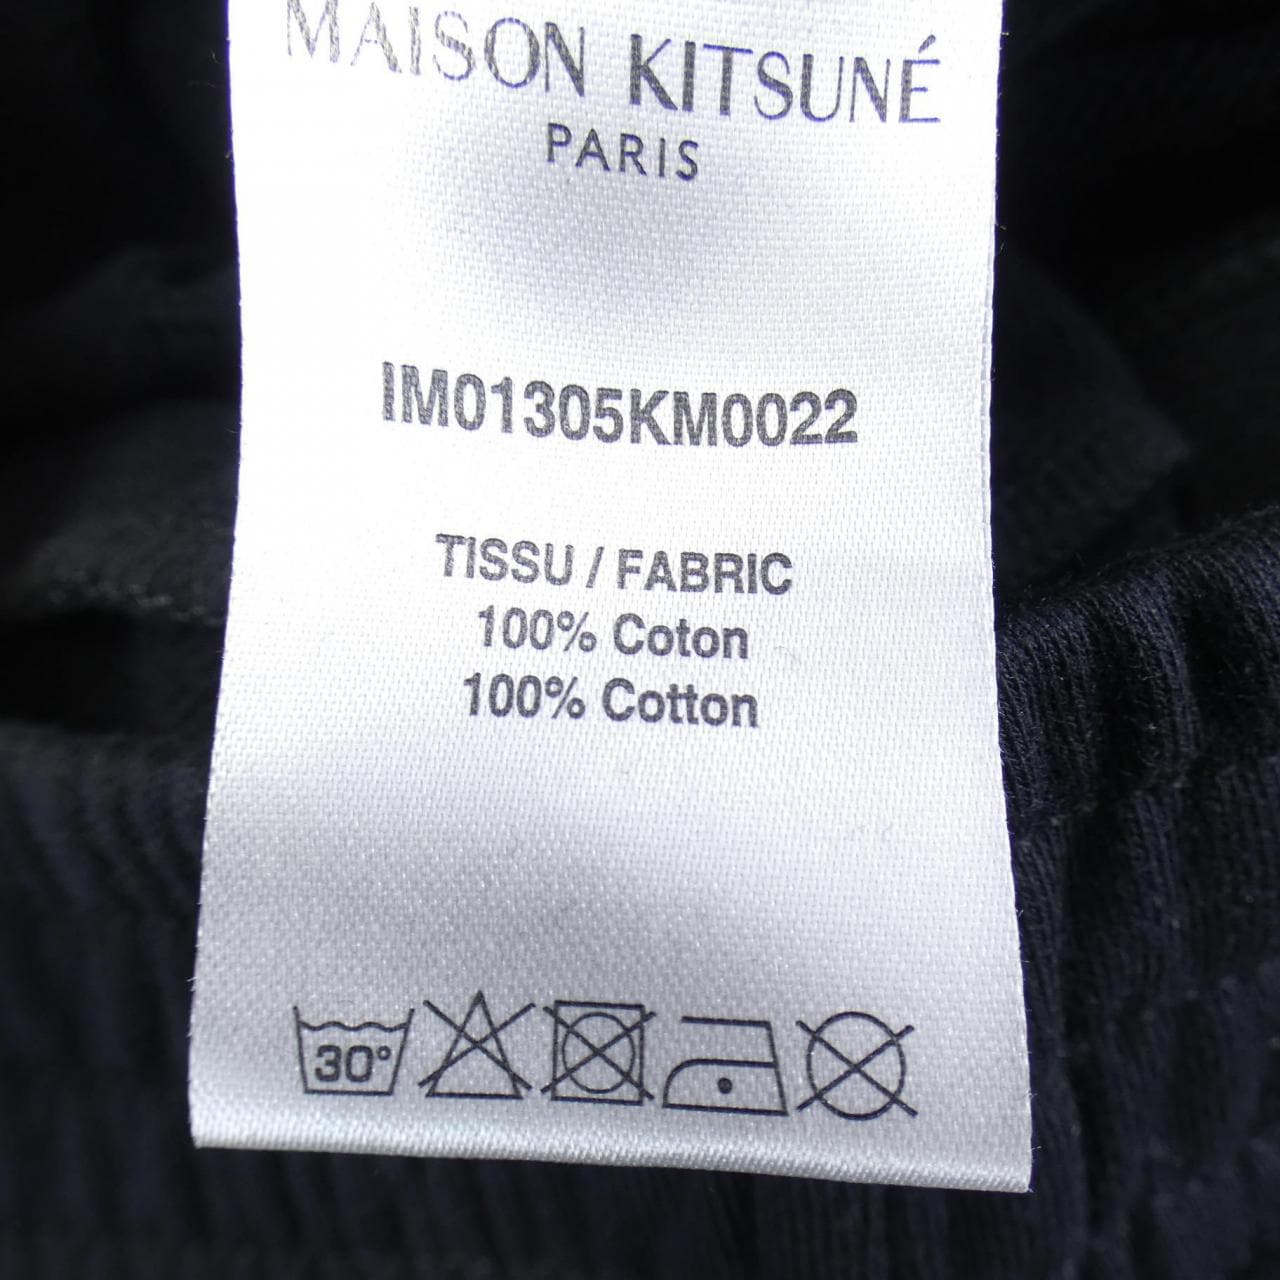 MAISON KITSUNÉ
PARIS
IM01305KM0022
TISSU / FABRIC
100% Coton
100% Cotton
30°